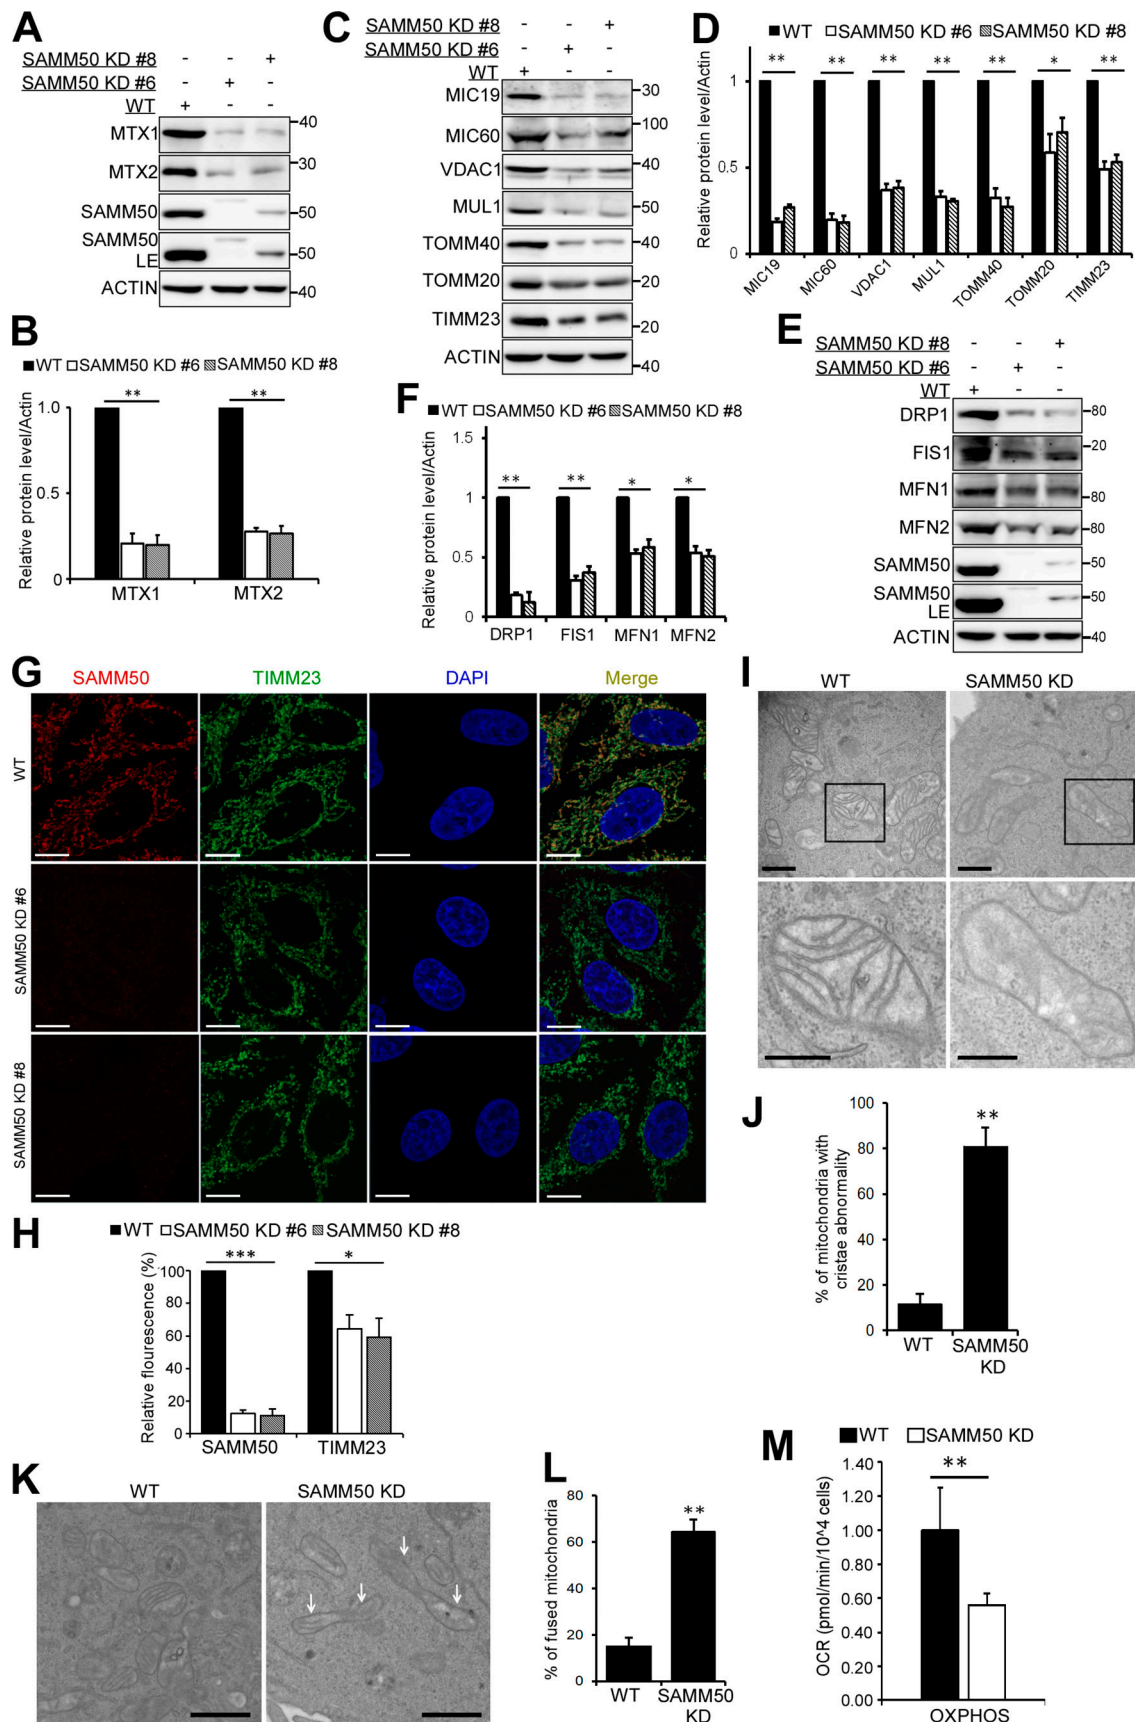 A
SAMM50 KD #8 - - +
SAMM50 KD #6 - + -
WT + - -
MTX1 40
MTX2 30
SAMM50 50
SAMM50
LE 50
ACTIN 40
B
WT SAMM50 KD #6 SAMM50 KD #8
Relative protein level/Actin
1.0
0.5
0
** **
MTX1 MTX2
C
SAMM50 KD #8 - - +
SAMM50 KD #6 - + -
WT + - -
MIC19 30
MIC60 100
VDAC1 40
MUL1 50
TOMM40 40
TOMM20 20
TIMM23 20
ACTIN 40
D
WT SAMM50 KD #6 SAMM50 KD #8
Relative protein level/Actin
1
0.5
0
** ** ** ** ** * **
MIC19 MIC60 VDAC1 MUL1 TOMM40 TOMM20 TIMM23
E
SAMM50 KD #8 - - +
SAMM50 KD #6 - + -
WT + - -
DRP1 80
FIS1 20
MFN1 80
MFN2 80
SAMM50 50
SAMM50
LE 50
ACTIN 40
F
WT SAMM50 KD #6 SAMM50 KD #8
Relative protein level/Actin
1.5
1
0.5
0
** ** * *
DRP1 FIS1 MFN1 MFN2
G
SAMM50 TIMM23 DAPI Merge
WT
SAMM50 KD #6
SAMM50 KD #8
H
WT SAMM50 KD #6 SAMM50 KD #8
Relative flourescence (%)
100
80
60
40
20
0
*** *
SAMM50 TIMM23
I
WT SAMM50 KD
J
% of mitochondria with
cristae abnormality
100
80
60
40
20
0
**
WT SAMM50
KD
K
WT SAMM50 KD
L
% of fused mitochondria
80
60
40
20
0
**
WT SAMM50
KD
M
WT SAMM50 KD
OCR (pmol/min/10^4 cells)
1.40
1.20
1.00
0.80
0.60
0.40
0.20
0.00
**
OXPHOS